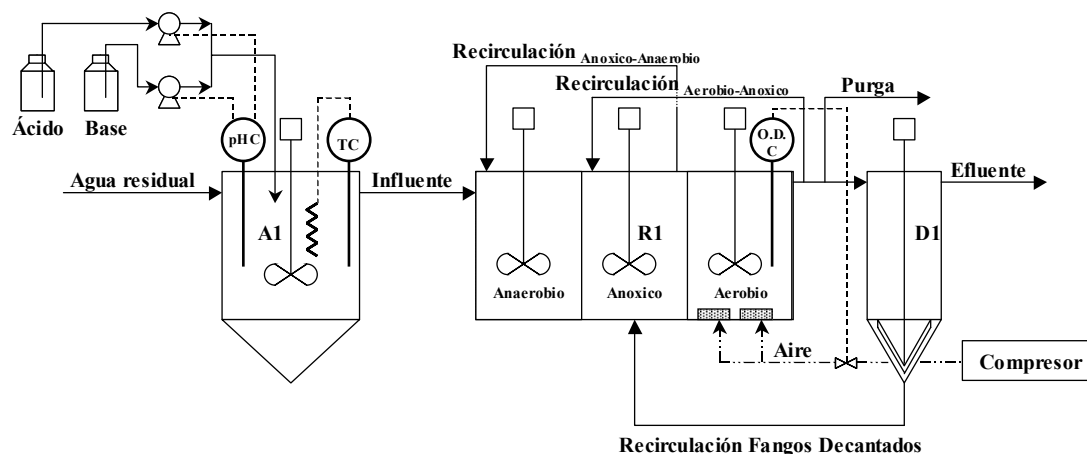 Ácido
Base
pHC
TC
Agua residual
A1
Influente
Recirculación Anoxico-Anaerobio
Recirculación Aerobio-Anoxico
Purga
O.D.
C
Efluente
R1
D1
Anaerobio
Anoxico
Aerobio
Aire
Compresor
Recirculación Fangos Decantados